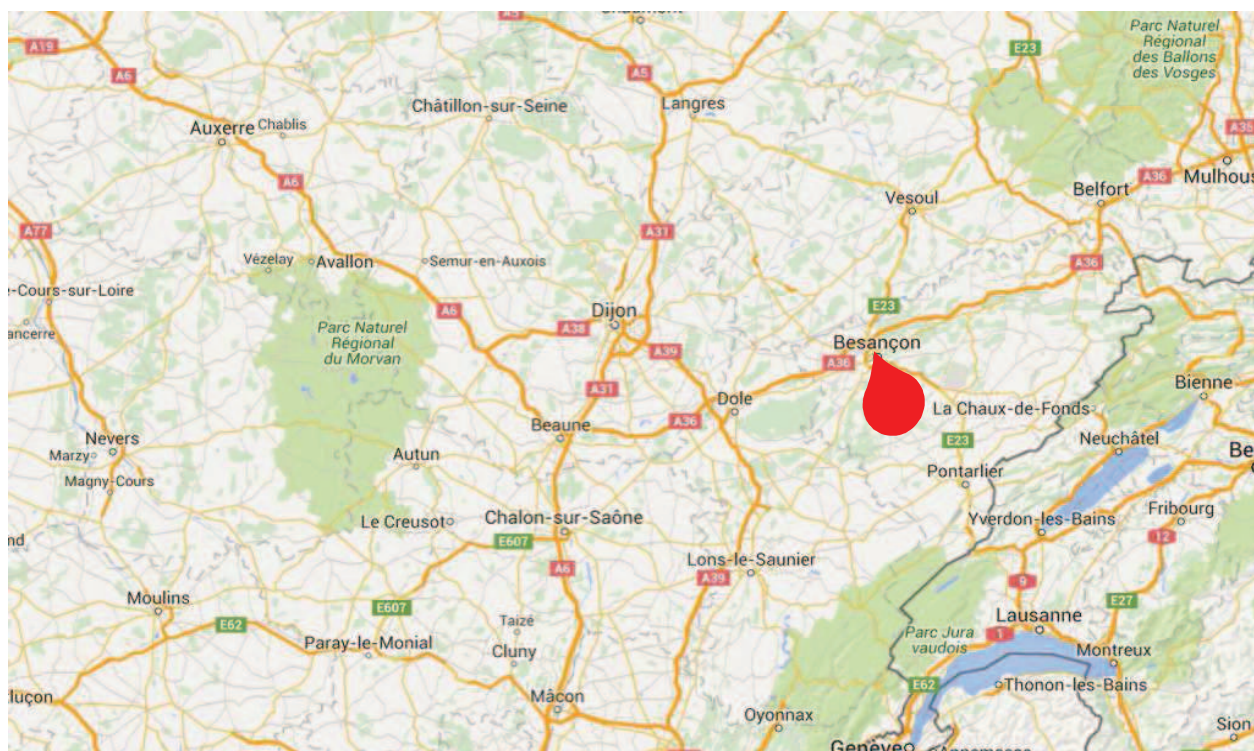 Chaumont
A5
Parc Naturel
Régional
des Ballons
des Vosges
A19
E23
A6
A5
Châtillon-sur-Seine
Langres
Auxerre
Chablis
A35
A6
Belfort
A36
Mulhous
Vesoul
A77
A31
Vézelay
Avallon
Semur-en-Auxois
A36
e-Cours-sur-Loire
ancerre
A6
Dijon
E23
Parc Naturel
Régional
du Morvan
A38
A39
Besançon
A36
A31
Bienne
Dole
La Chaux-de-Fonds
A36
Beaune
Nevers
E23
Neuchâtel
Marzy
Autun
Be
Magny-Cours
Pontarlier
Le Creusot
Chalon-sur-Saône
Yverdon-les-Bains
Fribourg
nd
E607
12
A6
Lons-le-Saunier
A39
9
Moulins
E607
E27
E62
Taizé
Lausanne
Paray-le-Monial
Parc Jura
vaudois
1
Cluny
Montreux
E62
Thonon-les-Bains
luçon
Mâcon
Oyonnax
Sion
Genève
Annemasse